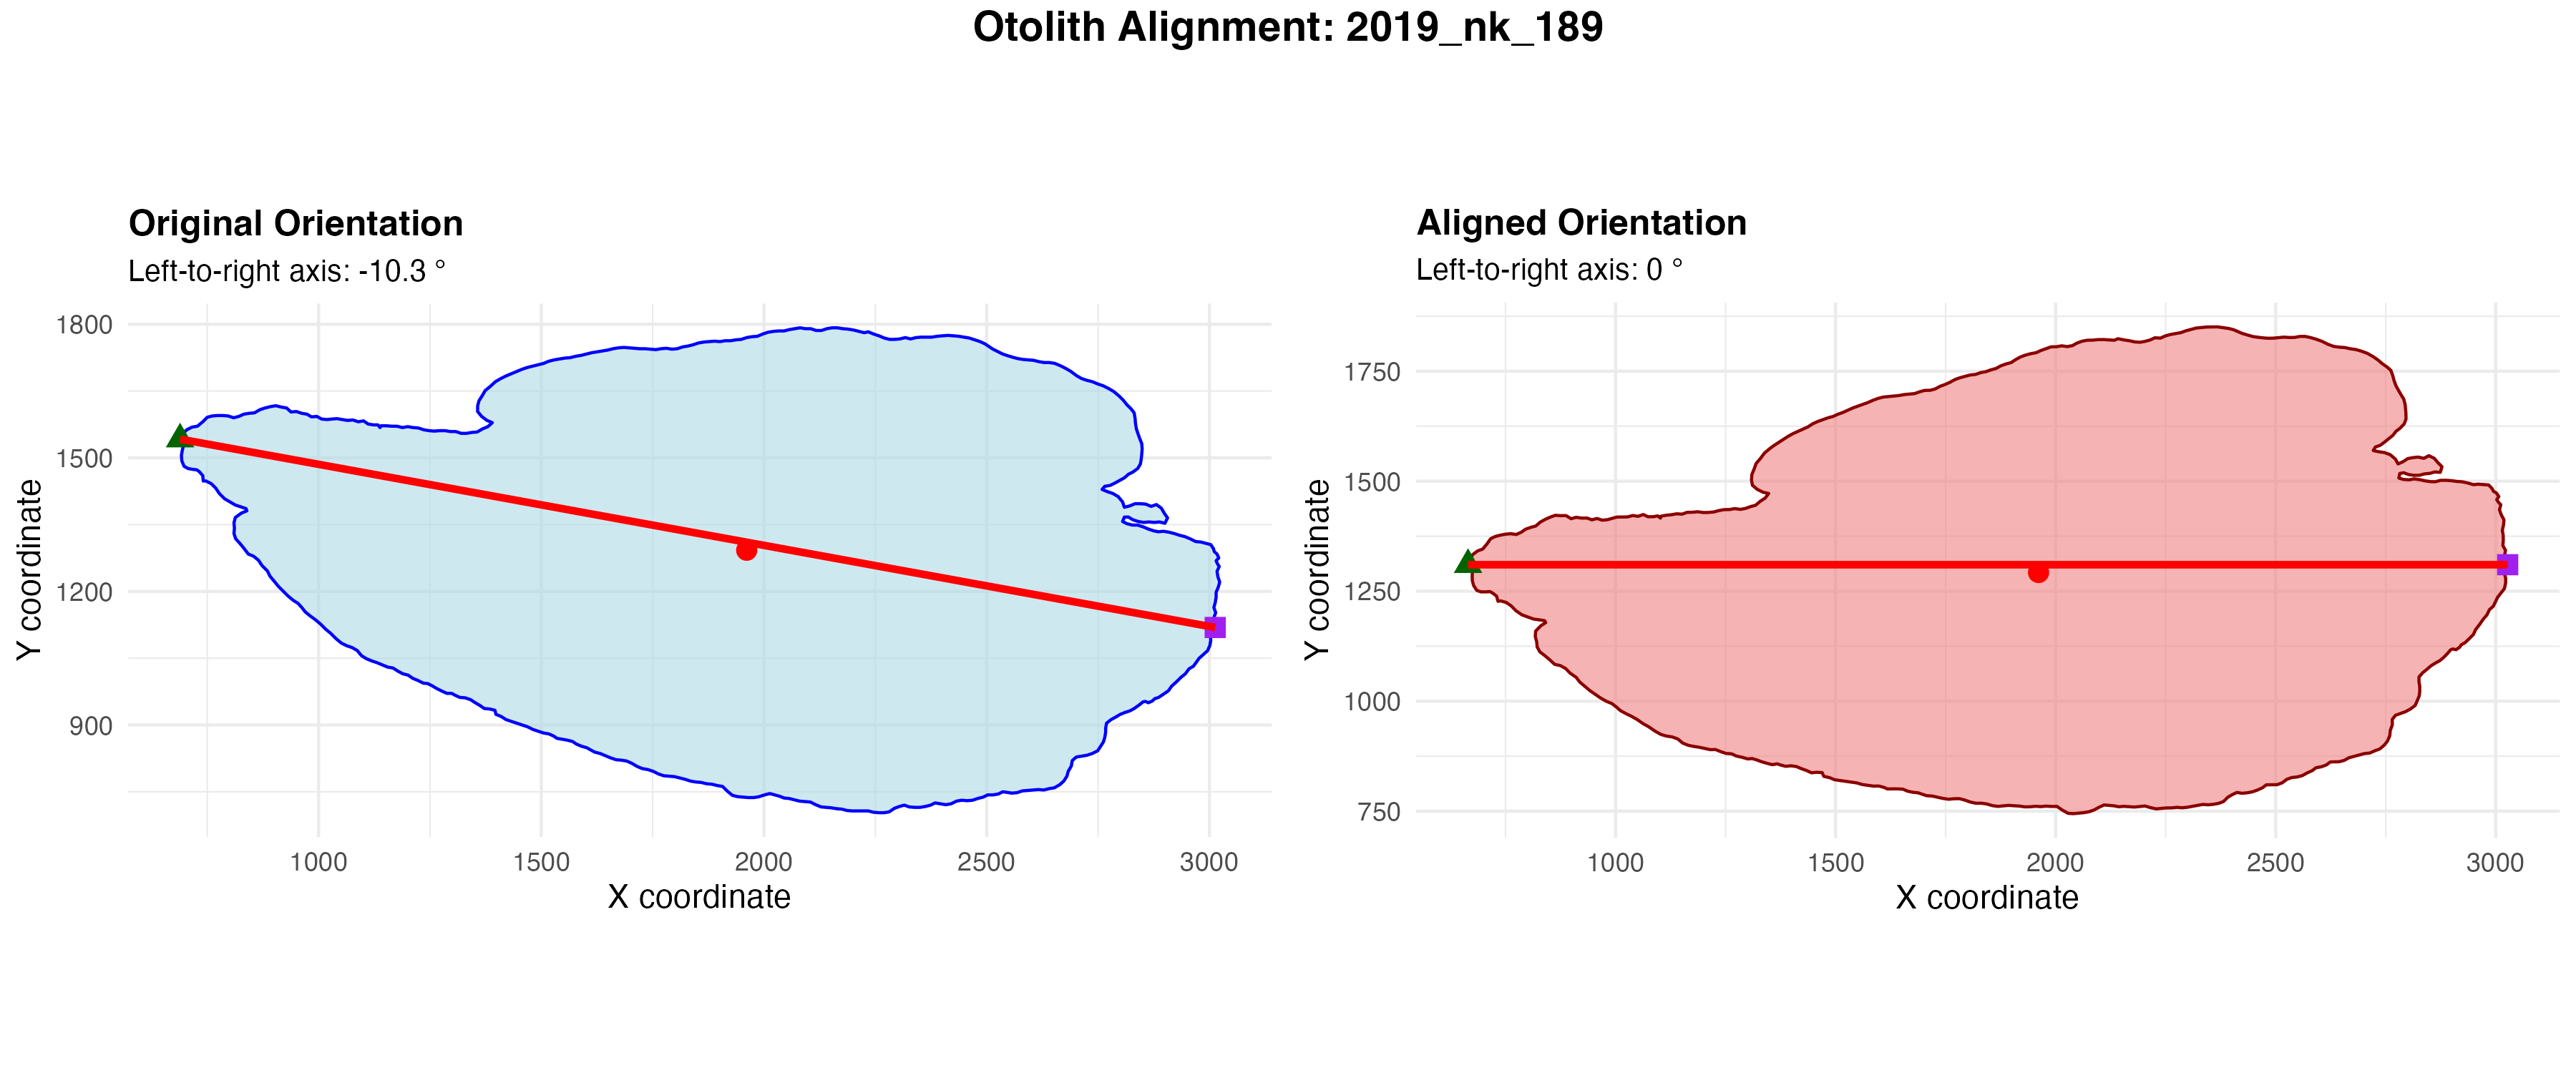 Otolith Alignment: 2019_nk_189
Original Orientation
Left-to-right axis: -10.3 °
1800
1500
1200
900
Y coordinate
1000
1500
2000
2500
3000
X coordinate
Aligned Orientation
Left-to-right axis: 0 °
1750
1500
1250
1000
750
Y coordinate
1000
1500
2000
2500
3000
X coordinate